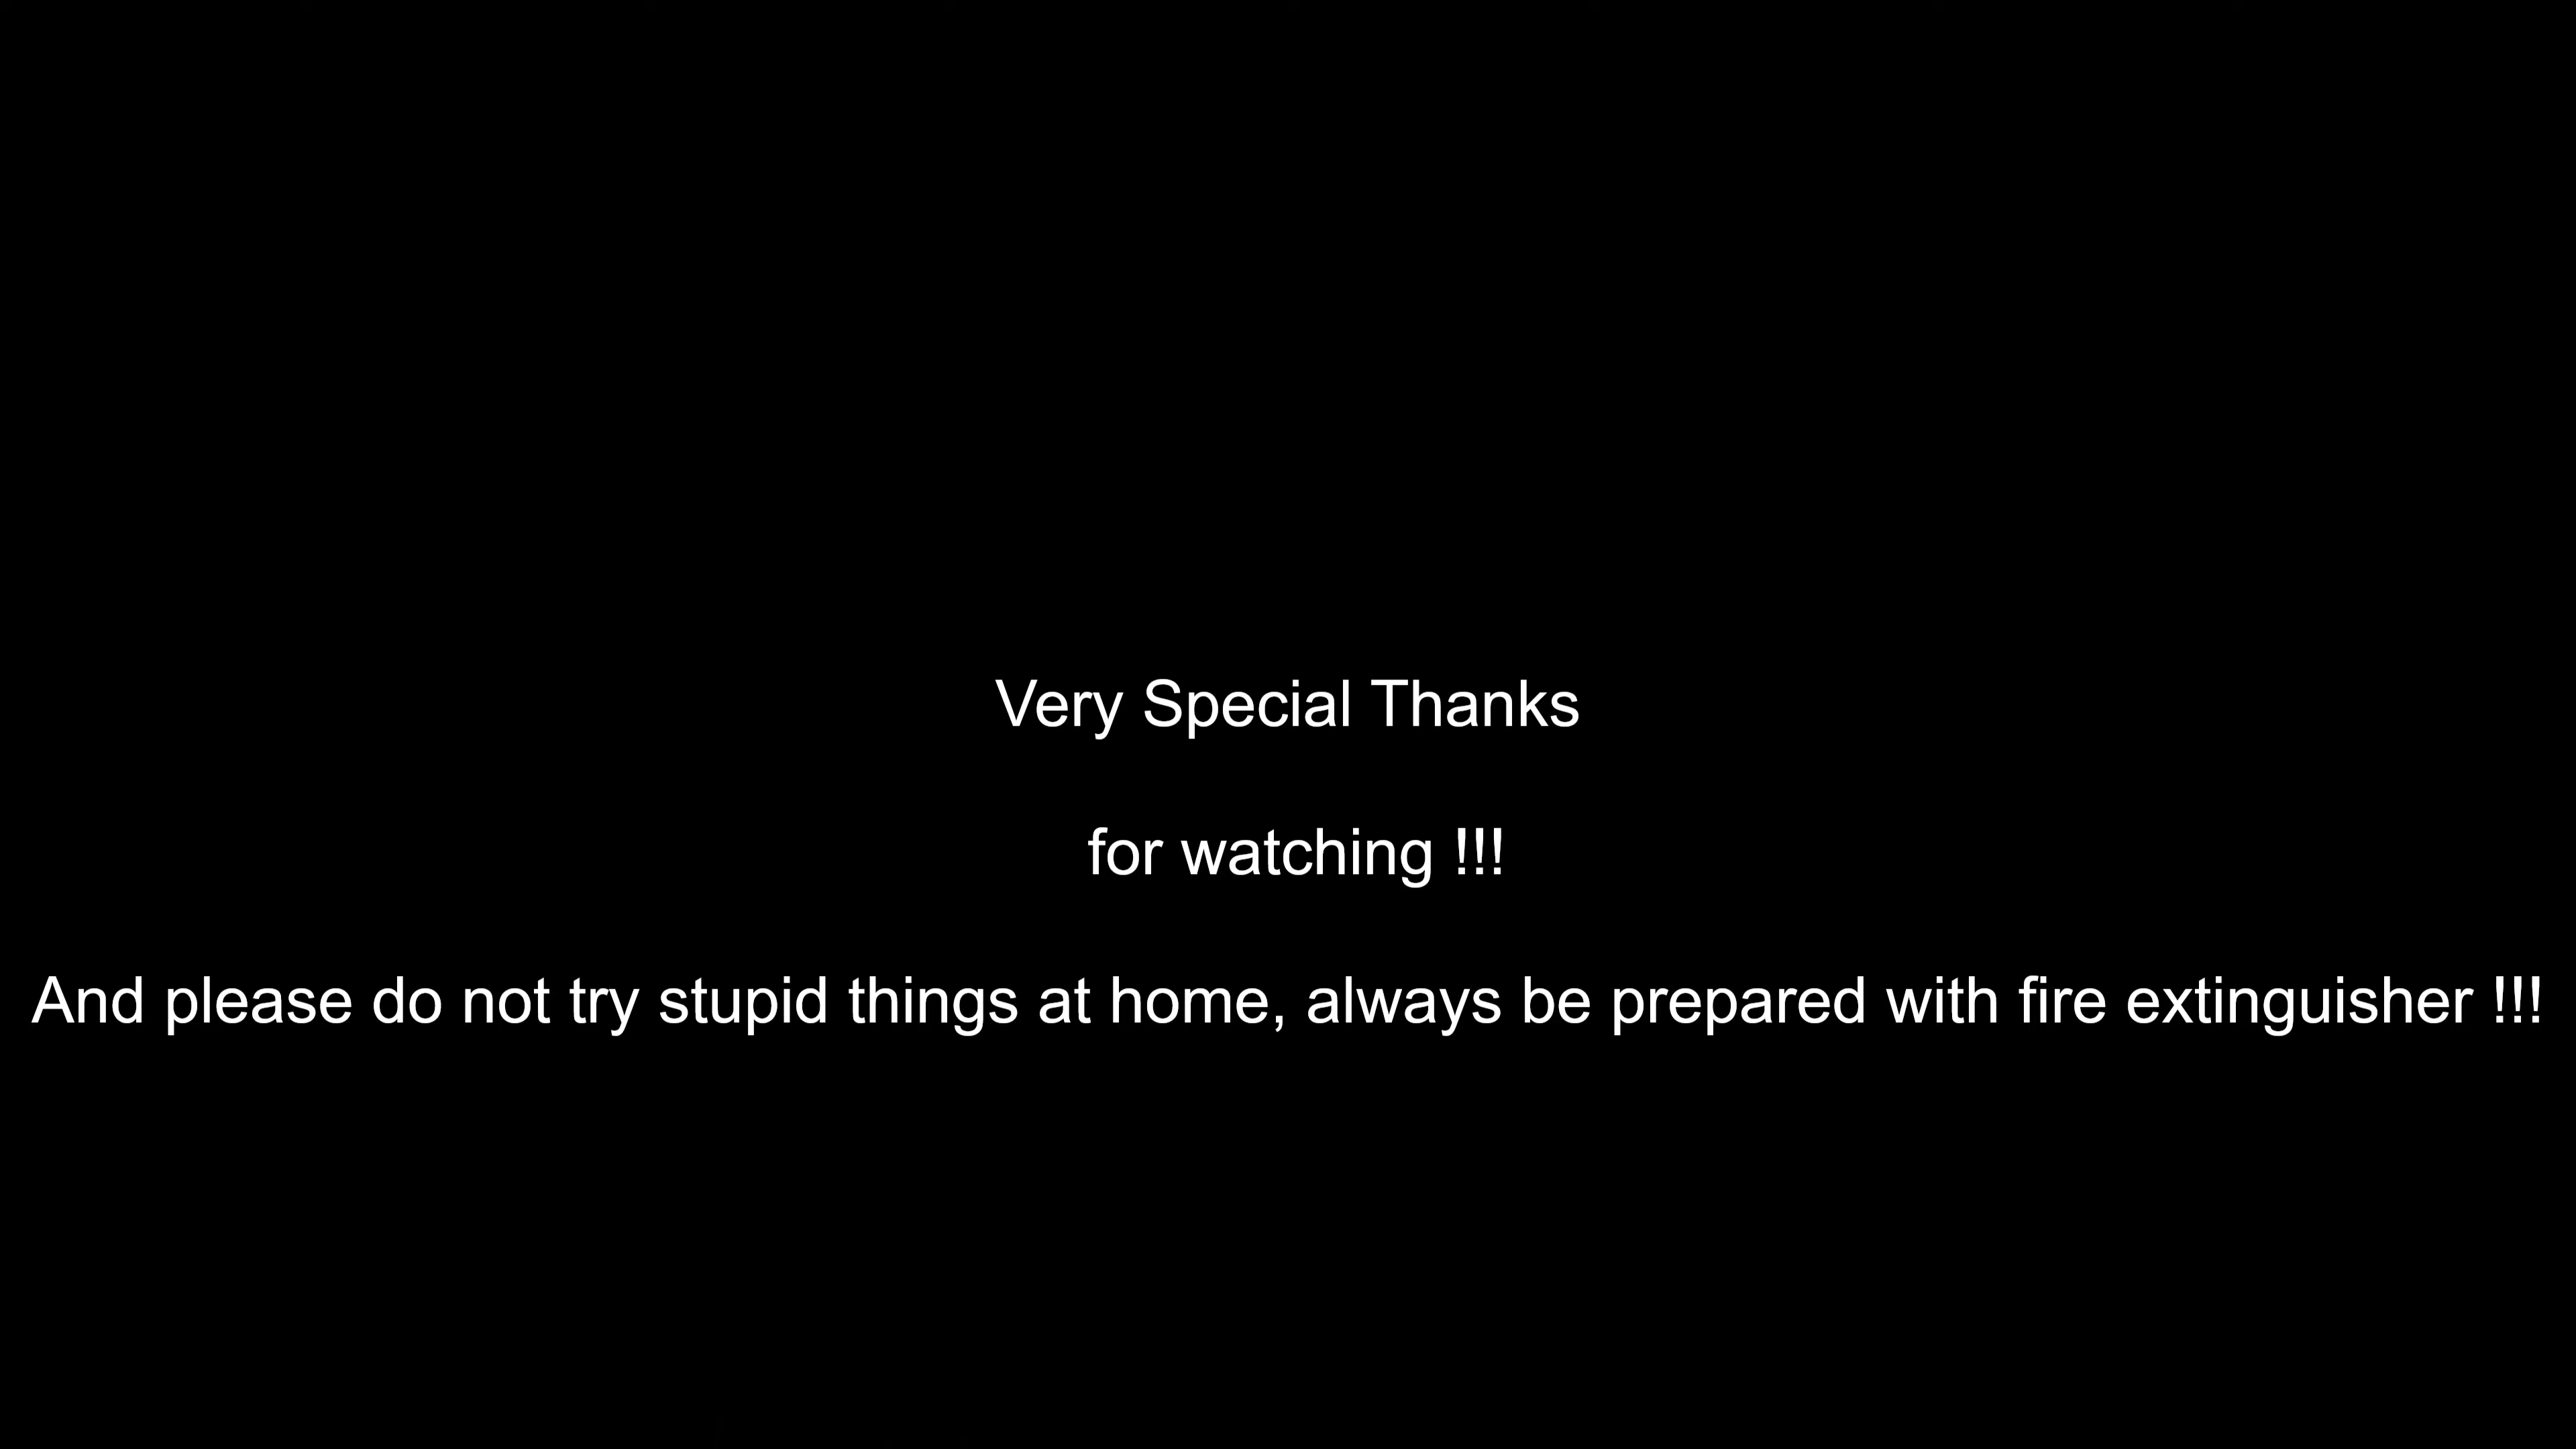 Very Special Thanks
for watching !!!
And please do not try stupid things at home, always be prepared with fire extinguisher !!!